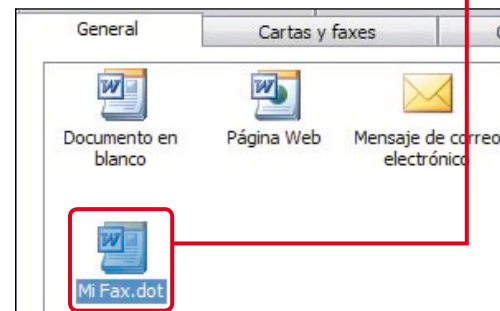 General
Cartas y faxes
Documento en
blanco
Página Web
Mensaje de correo
electrónico
Mi Fax.dot